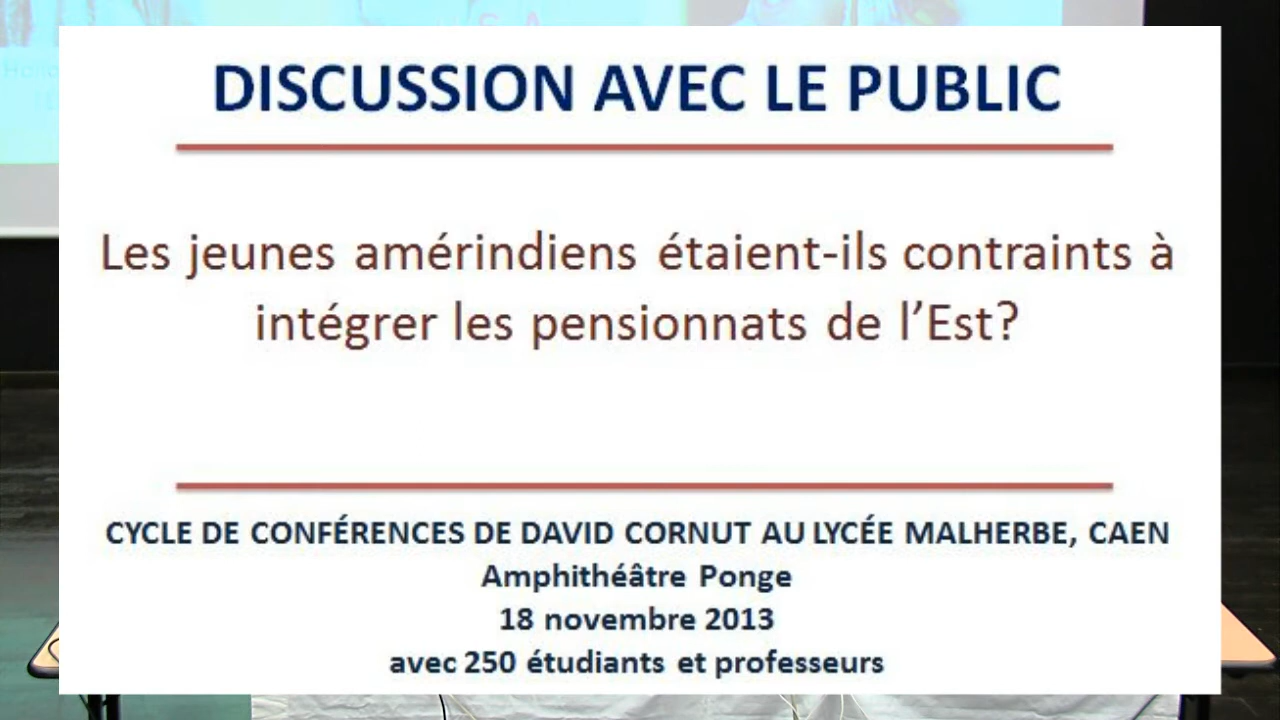 DISCUSSION AVEC LE PUBLIC
Les jeunes amérindiens étaient-ils contraints à
intégrer les pensionnats de l’Est?
CYCLE DE CONFÉRENCES DE DAVID CORNUT AU LYCÉE MALHERBE, CAEN
Amphithéâtre Ponge
18 novembre 2013
avec 250 étudiants et professeurs